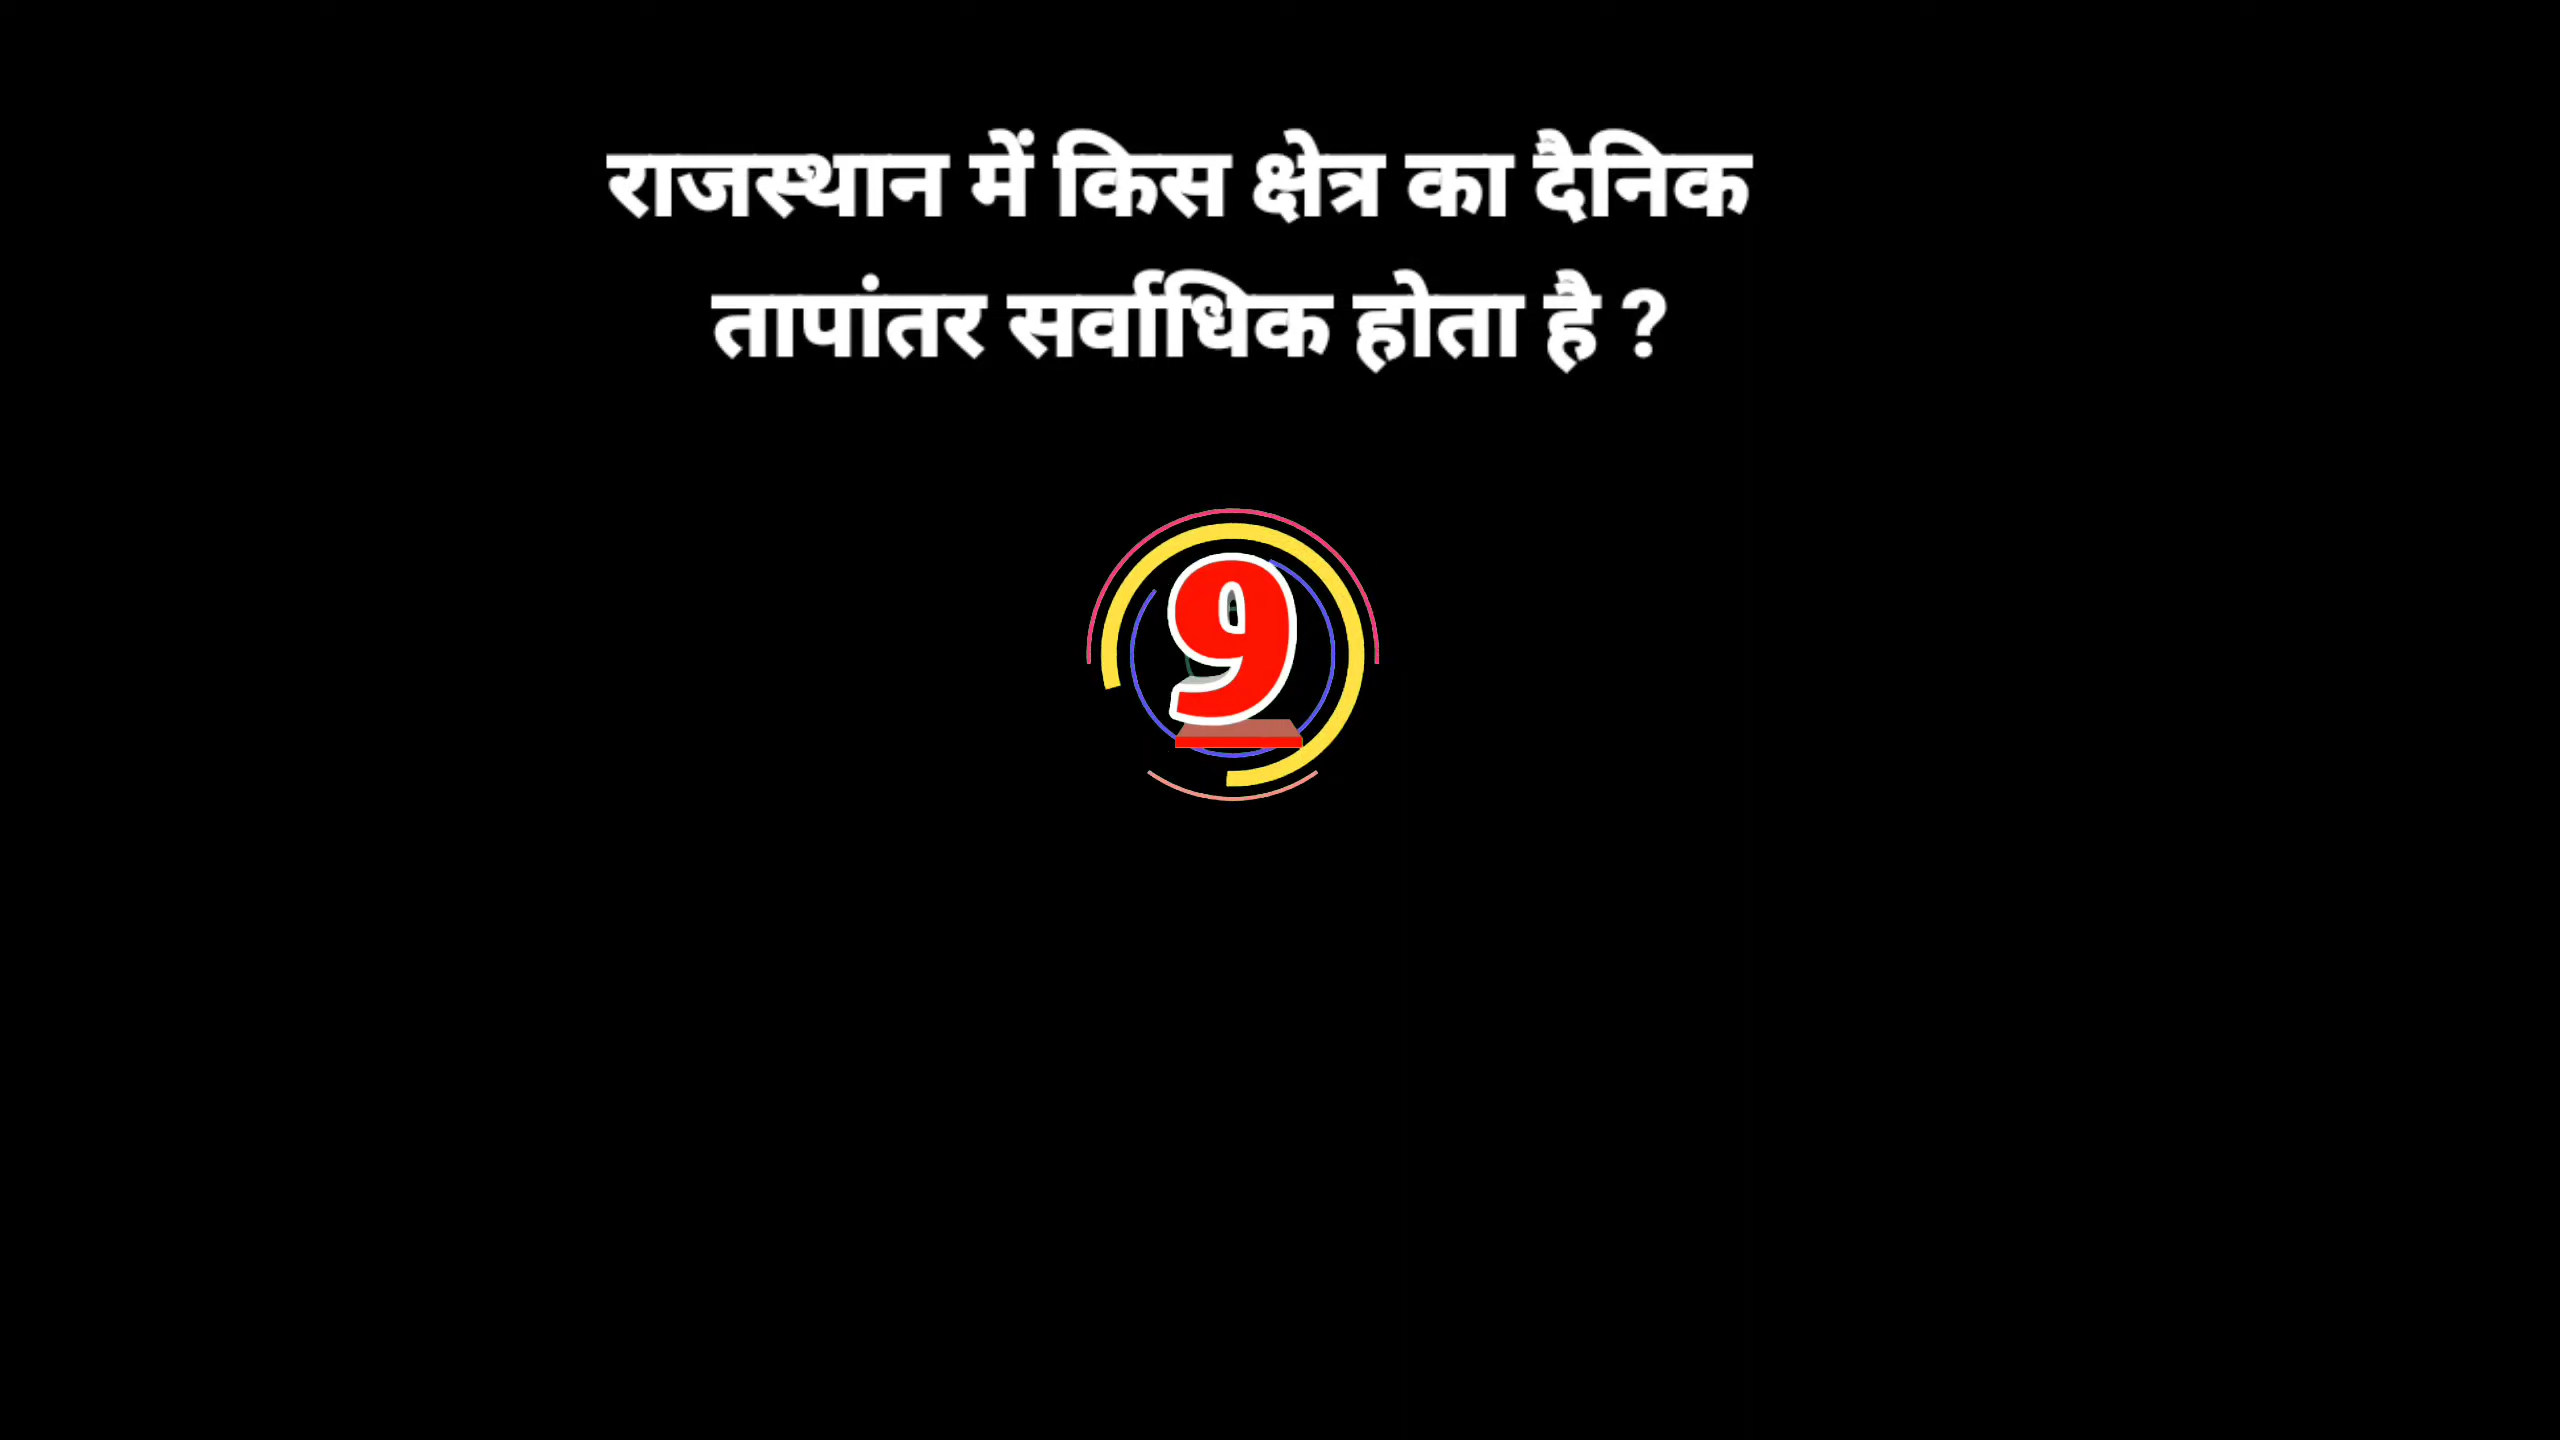 राजस्थान में किस क्षेत्र का दैनिक
तापांतर सर्वाधिक होता है ?
9